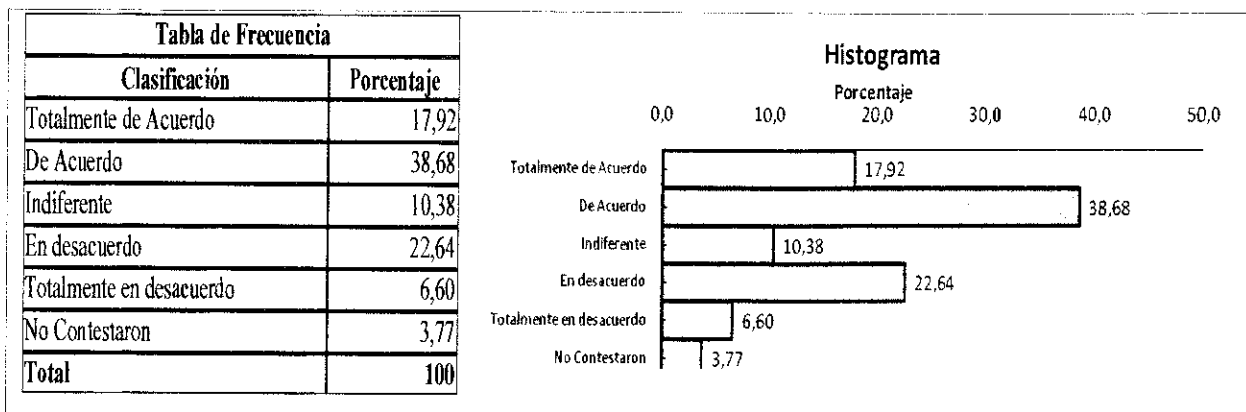 Tabla de Frecuencia
Clasificación Porcentaje
Totalmente de Acuerdo 17,92
De Acuerdo 38,68
Indiferente 10,38
En desacuerdo 22,64
Totalmente en desacuerdo 6,60
No Contestaron 3,77
Total 100
Histograma
Porcentaje
0,0 10,0 20,0 30,0 40,0 50,0
Totalmente de Acuerdo 17,92
De Acuerdo 38,68
Indiferente 10,38
En desacuerdo 22,64
Totalmente en desacuerdo 6,60
No Contestaron 3,77